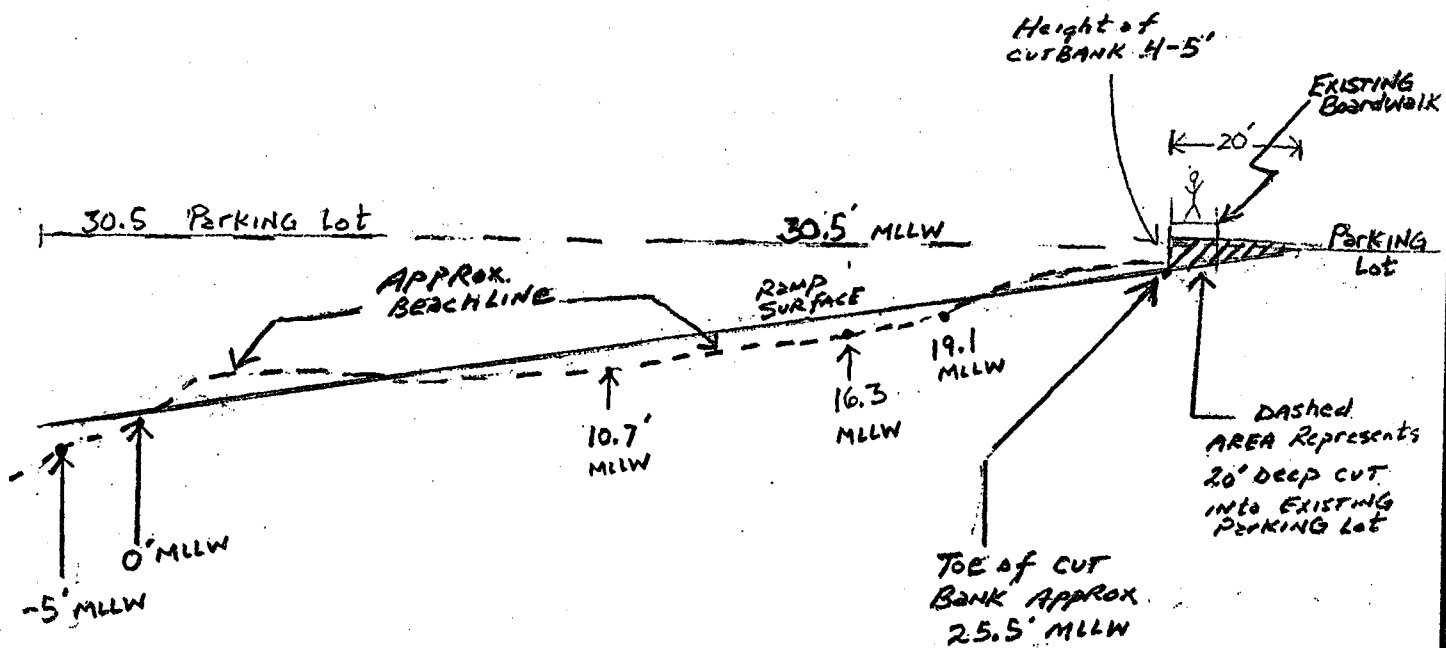 Height of
CUTBANK 4-5'
EXISTING
Boardwalk
20'
30.5 Parking Lot
30.5' MLLW
Parking
Lot
APPROX.
BEACHLINE
Ramp
SURFACE
19.1
MLLW
16.3
MLLW
10.7'
MLLW
0' MLLW
-5' MLLW
DAshed
AREA Represents
20' Deep CUT
INto EXISTING
Parking Lot
TOE of CUT
BANK APPROX.
25.5' MLLW